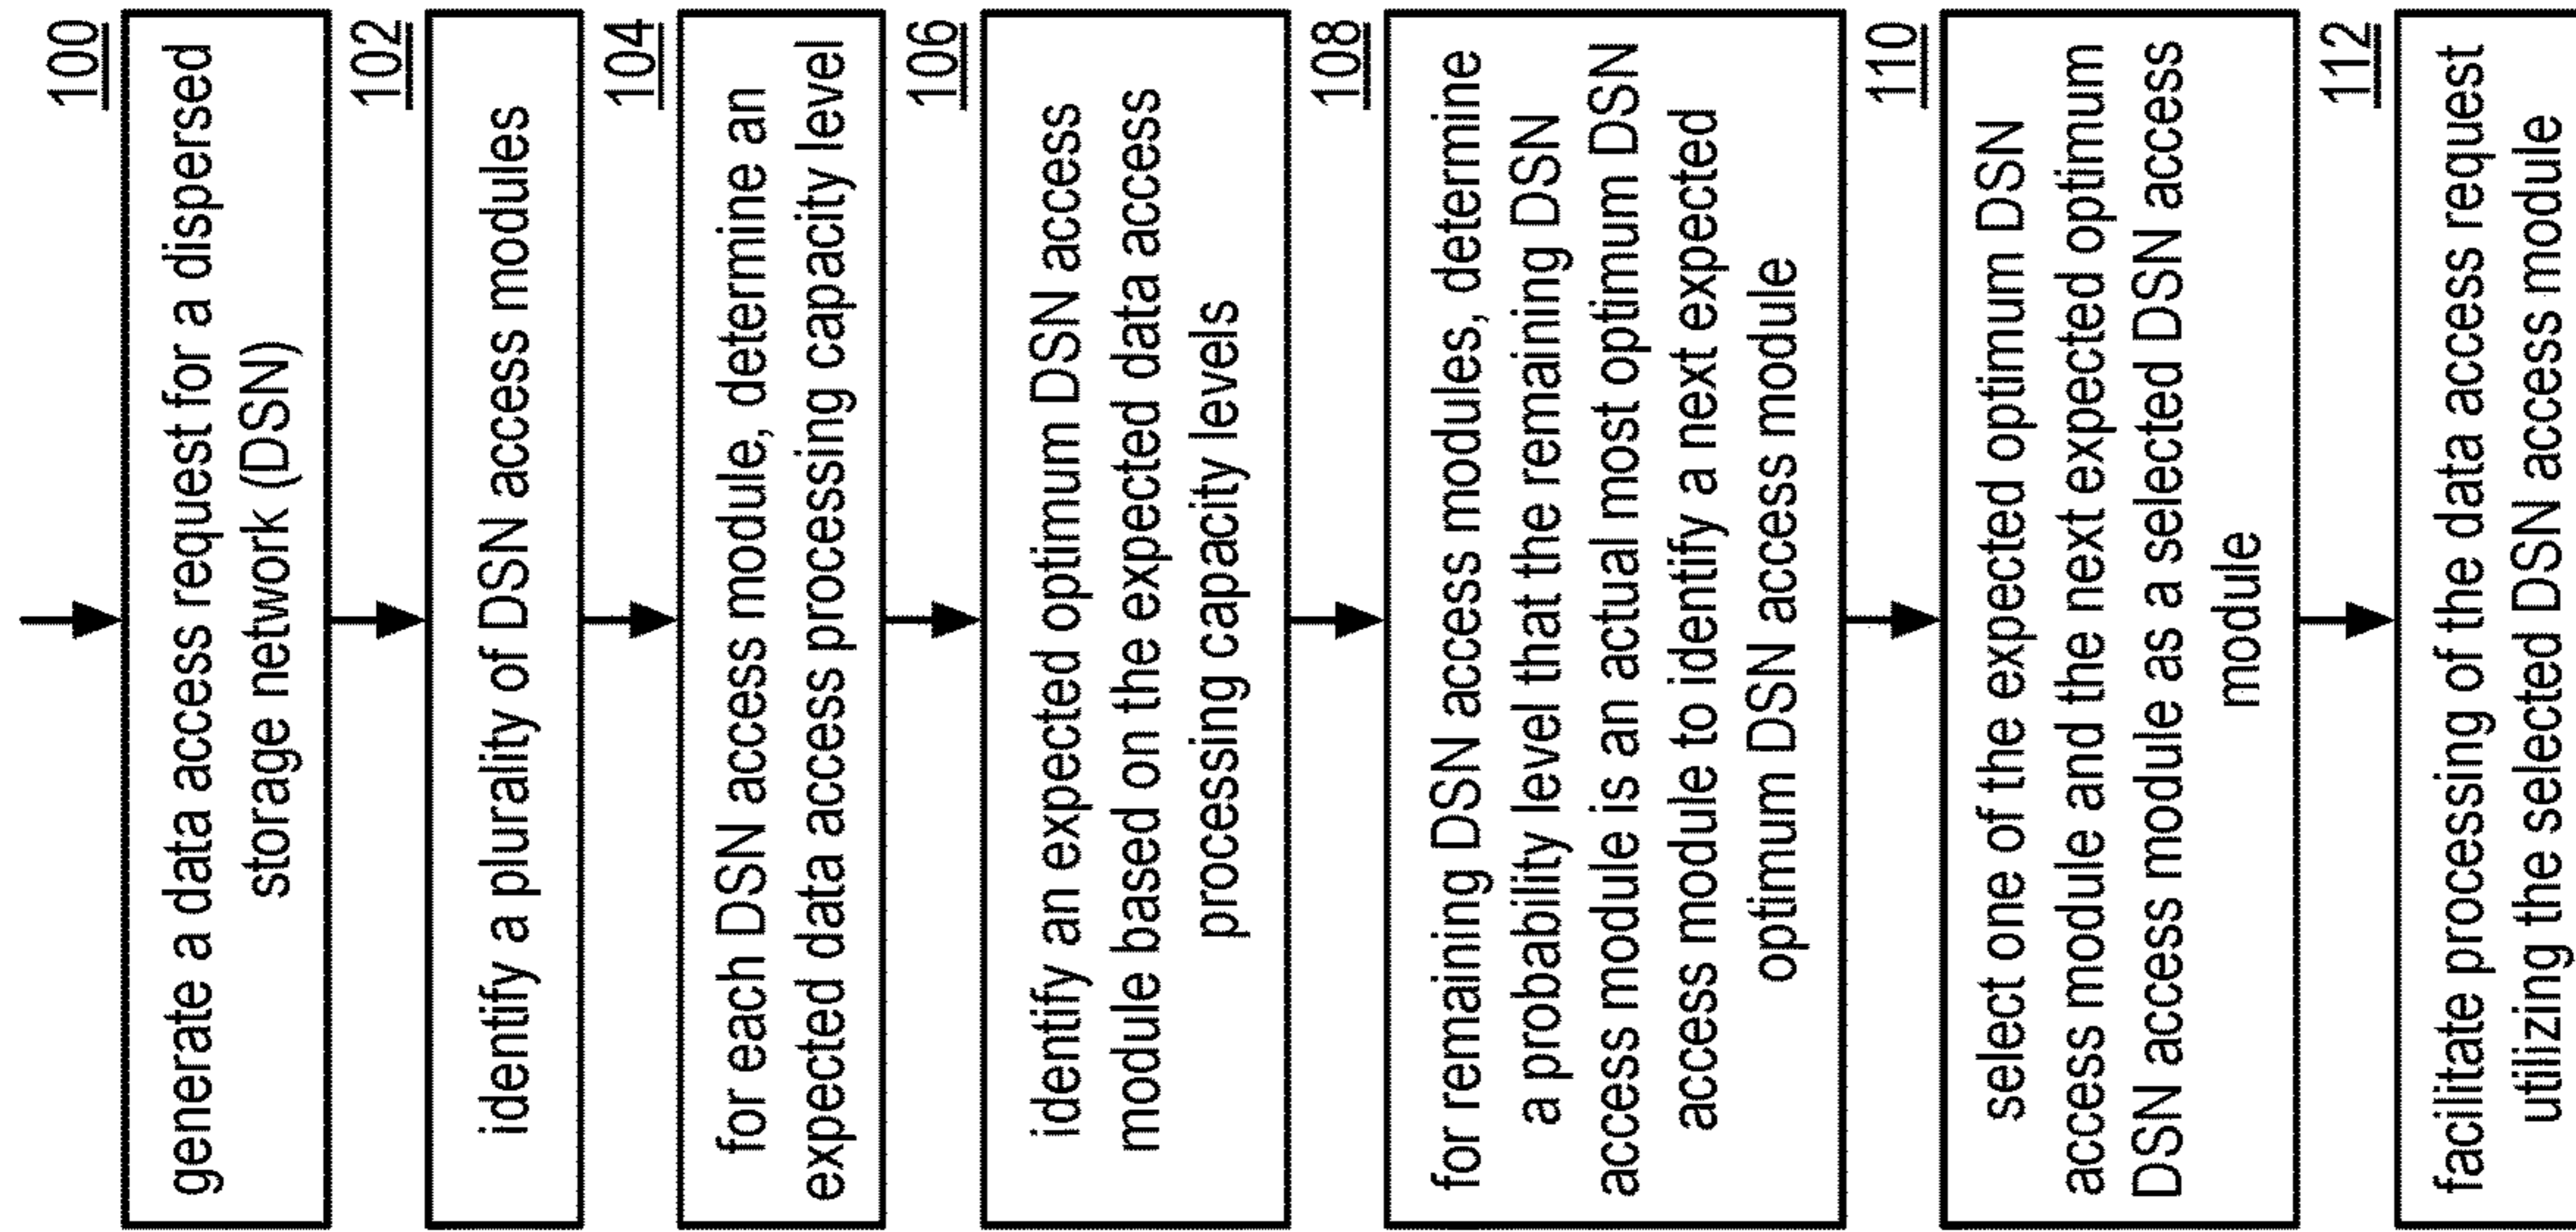 100
generate a data access request for a dispersed
storage network (DSN)
102
identify a plurality of DSN access modules
104
for each DSN access module, determine an
expected data access processing capacity level
106
identify an expected optimum DSN access
module based on the expected data access
processing capacity levels
108
for remaining DSN access modules, determine
a probability level that the remaining DSN
access module is an actual most optimum DSN
access module to identify a next expected
optimum DSN access module
110
select one of the expected optimum DSN
access module and the next expected optimum
DSN access module as a selected DSN access
module
112
facilitate processing of the data access request
utilizing the selected DSN access module